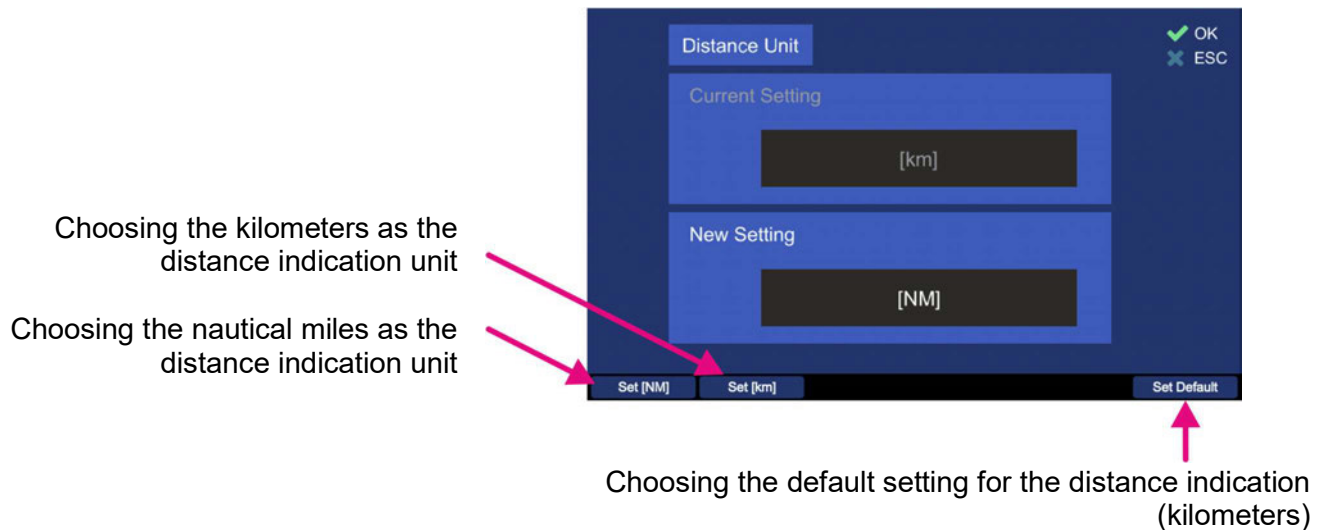 Distance Unit
OK
ESC
Current Setting
[km]
New Setting
[NM]
Set [NM]
Set [km]
Set Default
Choosing the kilometers as the
distance indication unit
Choosing the nautical miles as the
distance indication unit
Choosing the default setting for the distance indication
(kilometers)